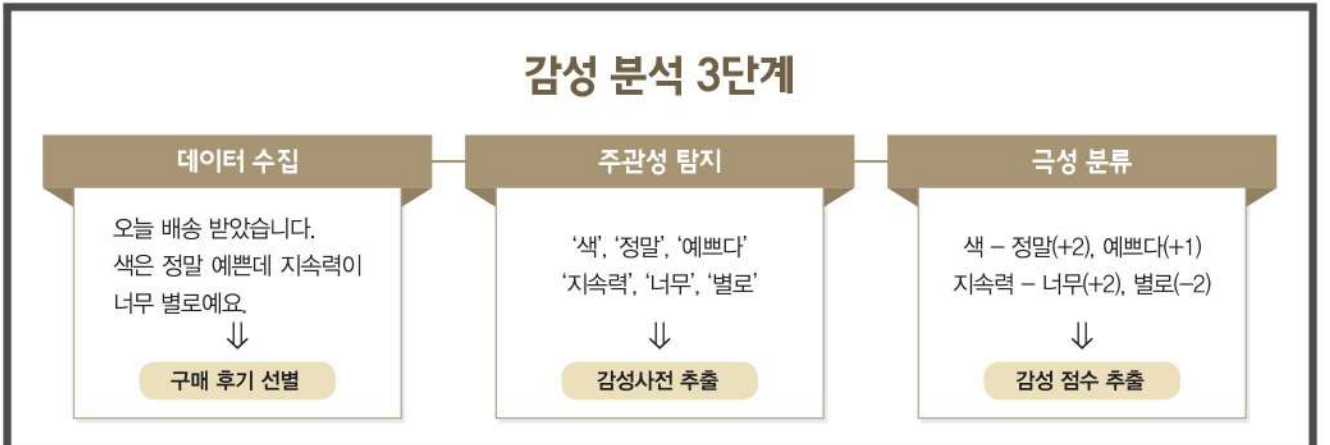 감성 분석 3단계
데이터 수집
오늘 배송 받았습니다.
색은 정말 예쁜데 지속력이
너무 별로예요.
⇓
구매 후기 선별
주관성 탐지
‘색’, ‘정말’, ‘예쁘다’
‘지속력’, ‘너무’, ‘별로’
⇓
감성사전 추출
극성 분류
색 – 정말(+2), 예쁘다(+1)
지속력 – 너무(+2), 별로(–2)
⇓
감성 점수 추출